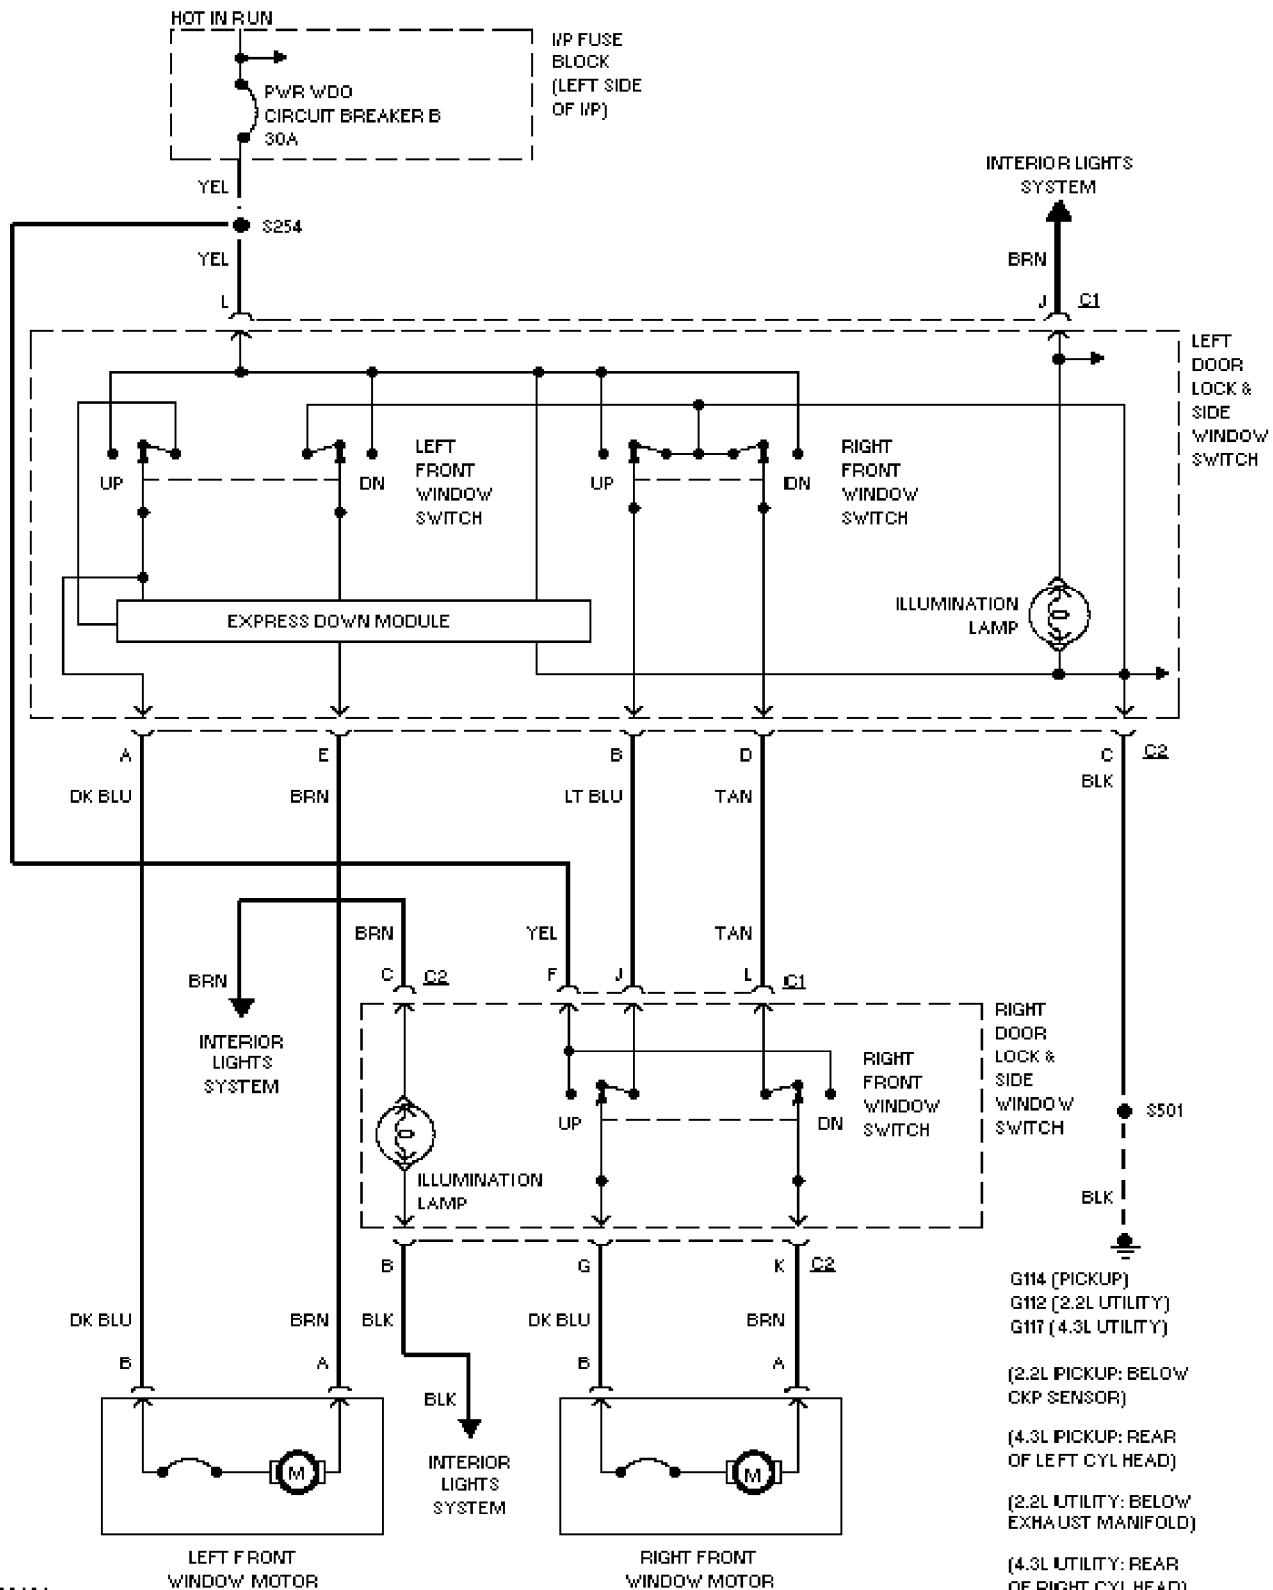 HOT IN RUN
I/P FUSE
BLOCK
(LEFT SIDE
OF I/P)
PWR WDO
CIRCUIT BREAKER B
30A
YEL
S254
YEL
L
INTERIOR LIGHTS
SYSTEM
BRN
J
C1
LEFT
DOOR
LOCK &
SIDE
WINDOW
SWITCH
UP
DN
LEFT
FRONT
WINDOW
SWITCH
UP
DN
RIGHT
FRONT
WINDOW
SWITCH
EXPRESS DOWN MODULE
ILLUMINATION
LAMP
A
E
B
D
C
C2
DK BLU
BRN
LT BLU
TAN
BLK
BRN
YEL
TAN
BRN
C
C2
F
J
L
C1
INTERIOR
LIGHTS
SYSTEM
RIGHT
DOOR
LOCK &
SIDE
WINDOW
SWITCH
RIGHT
FRONT
WINDOW
SWITCH
UP
DN
S501
ILLUMINATION
LAMP
BLK
B
G
K
C2
G114 (PICKUP)
G112 (2.2L UTILITY)
G117 (4.3L UTILITY)
DK BLU
BRN
BLK
DK BLU
BRN
B
A
B
A
(2.2L PICKUP: BELOW
CKP SENSOR)
BLK
(4.3L PICKUP: REAR
OF LEFT CYL HEAD)
M
M
INTERIOR
LIGHTS
SYSTEM
(2.2L UTILITY: BELOW
EXHAUST MANIFOLD)
LEFT FRONT
WINDOW MOTOR
RIGHT FRONT
WINDOW MOTOR
(4.3L UTILITY: REAR
OF RIGHT CYL HEAD)